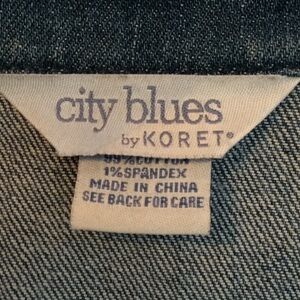 city blues
by KORET®
99% COTTON
1% SPANDEX
MADE IN CHINA
SEE BACK FOR CARE